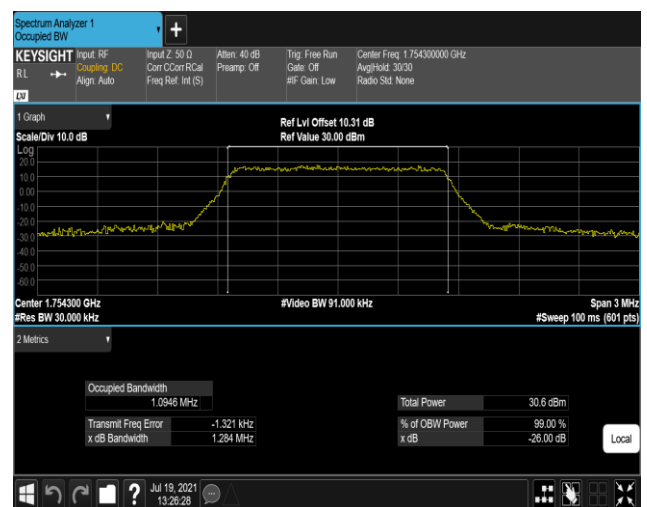 Spectrum Analyzer 1
Occupied BW
KEYSIGHT
RL
LXI
Input: RF
Coupling: DC
Align: Auto
Input Z: 50 Ω
Corr CCorr RCal
Freq Ref: Int (S)
Atten: 40 dB
Preamp: Off
Trig: Free Run
Gate: Off
#IF Gain: Low
Center Freq: 1.754300000 GHz
Avg|Hold: 30/30
Radio Std: None
1 Graph
Scale/Div 10.0 dB
Ref Lvl Offset 10.31 dB
Ref Value 30.00 dBm
Log
20.0
10.0
0.00
-10.0
-20.0
-30.0
-40.0
-50.0
-60.0
Center 1.754300 GHz
#Video BW 91.000 kHz
Span 3 MHz
#Res BW 30.000 kHz
#Sweep 100 ms (601 pts)
2 Metrics
Occupied Bandwidth
1.0946 MHz
Total Power 30.6 dBm
Transmit Freq Error -1.321 kHz
% of OBW Power 99.00 %
x dB Bandwidth 1.284 MHz
x dB -26.00 dB
Local
?
Jul 19, 2021
13:26:28